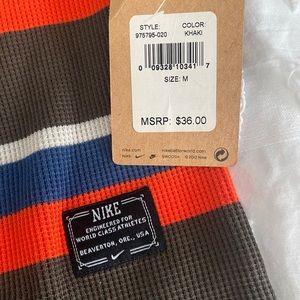 STYLE: COLOR:
975795-020 KHAKI
0 09328 10341 7
SIZE: M
MSRP: $36.00
NIKE
ENGINEERED FOR
WORLD CLASS ATHLETES
BEAVERTON, ORE., USA